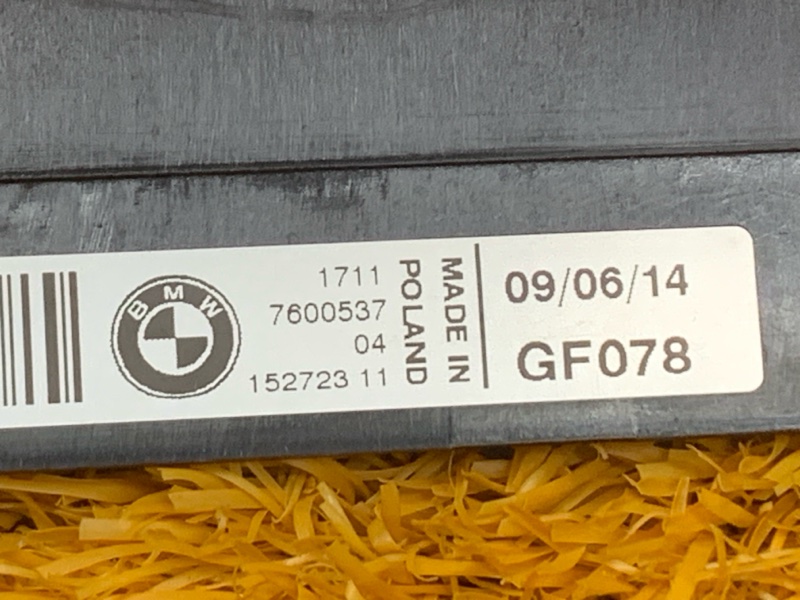 BMW
1711
7600537
04
152723 11
MADE IN
POLAND
09/06/14
GF078